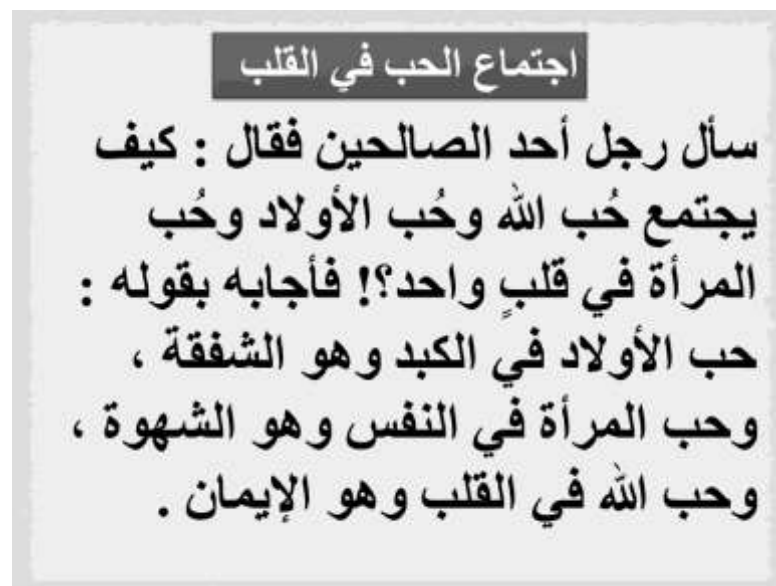 اجتماع الحب في القلب
سأل رجل أحد الصالحين فقال : كيف
يجتمع حُب الله وحُب الأولاد وحُب
المرأة في قلبٍ واحد؟! فأجابه بقوله :
حب الأولاد في الكبد وهو الشفقة ،
وحب المرأة في النفس وهو الشهوة ،
وحب الله في القلب وهو الإيمان .